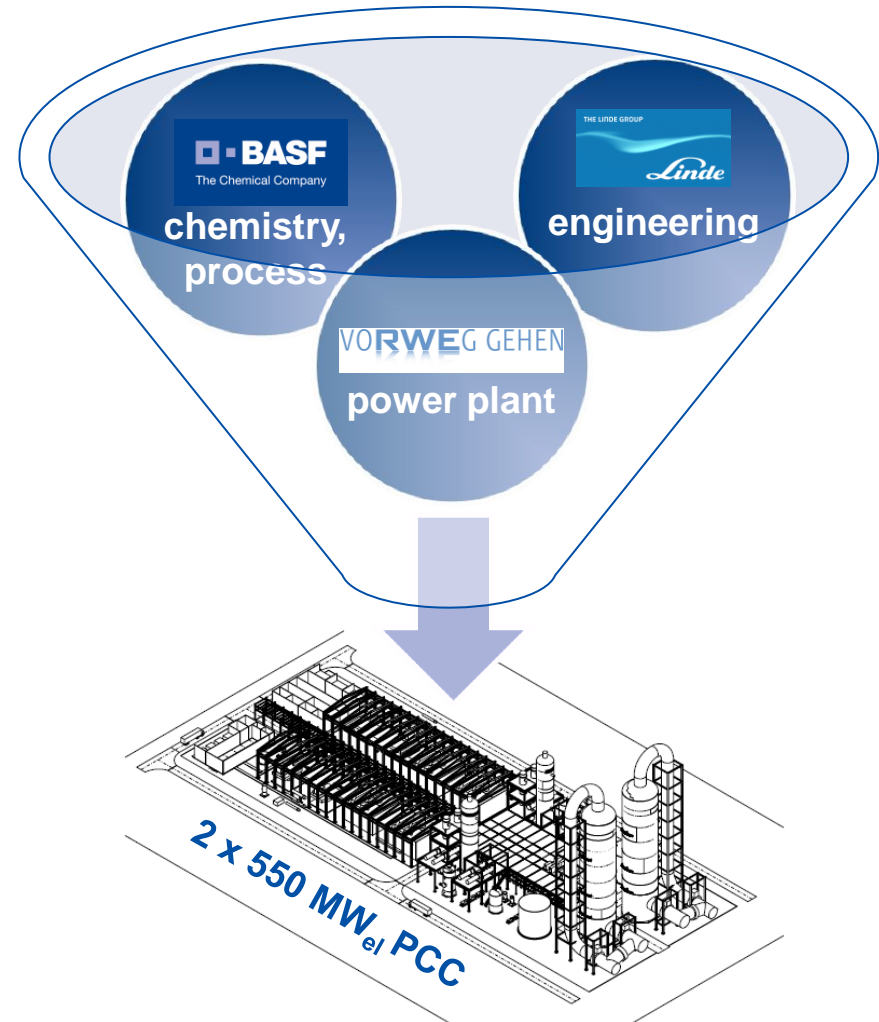 BASF
The Chemical Company
chemistry,
process
THE LINDE GROUP
Linde
engineering
VORWEG GEHEN
power plant
2 x 550 MWel PCC